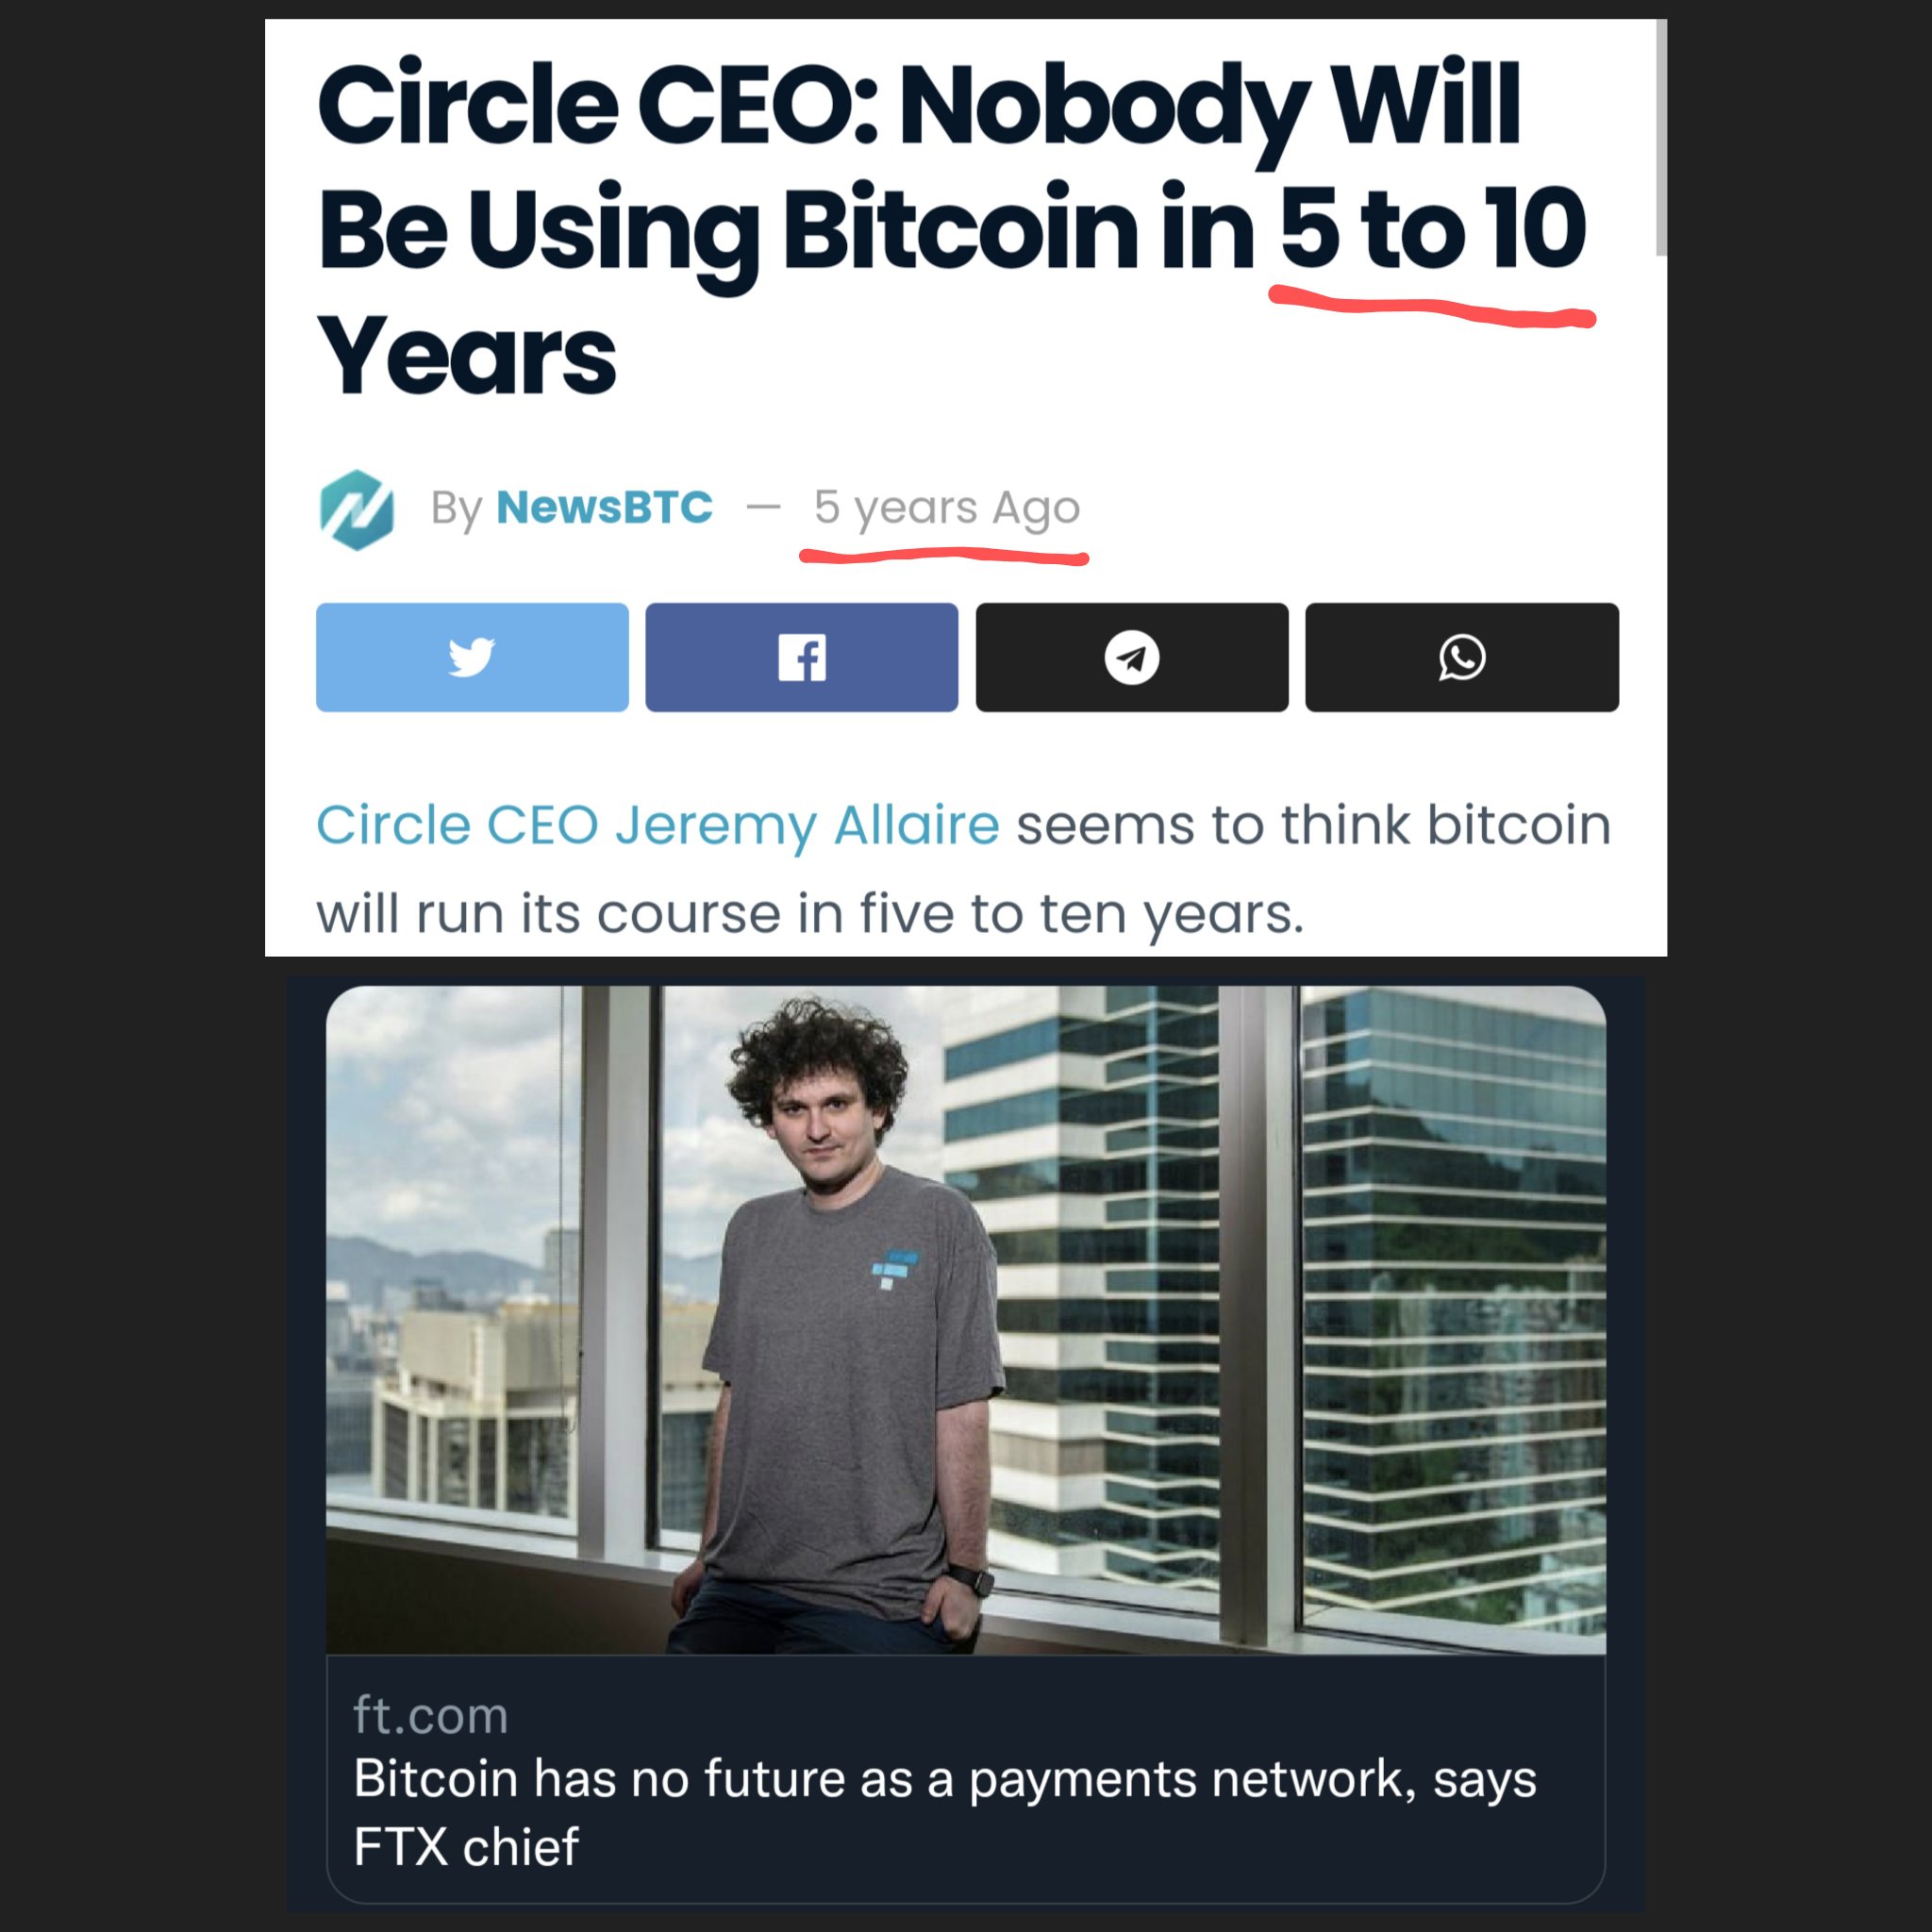 Circle CEO: Nobody Will
Be Using Bitcoin in 5 to 10
Years
By NewsBTC — 5 years Ago
Circle CEO Jeremy Allaire seems to think bitcoin
will run its course in five to ten years.
ft.com
Bitcoin has no future as a payments network, says
FTX chief